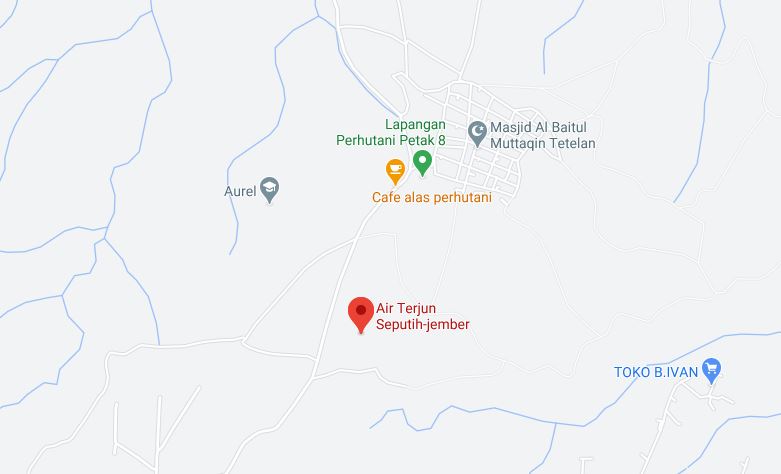 Lapangan
Perhutani Petak 8
Masjid Al Baitul
Muttaqin Tetelan
Aurel
Cafe alas perhutani
Air Terjun
Seputih-jember
TOKO B.IVAN